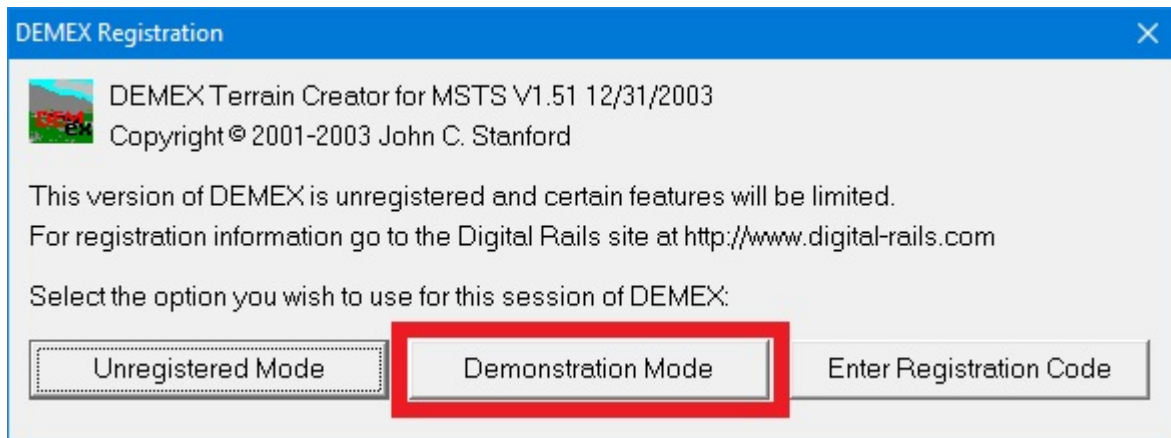 DEMEX Registration
DEMEX Terrain Creator for MSTS V1.51 12/31/2003
DEM
ex
Copyright © 2001-2003 John C. Stanford
This version of DEMEX is unregistered and certain features will be limited.
For registration information go to the Digital Rails site at http://www.digital-rails.com
Select the option you wish to use for this session of DEMEX:
Unregistered Mode
Demonstration Mode
Enter Registration Code